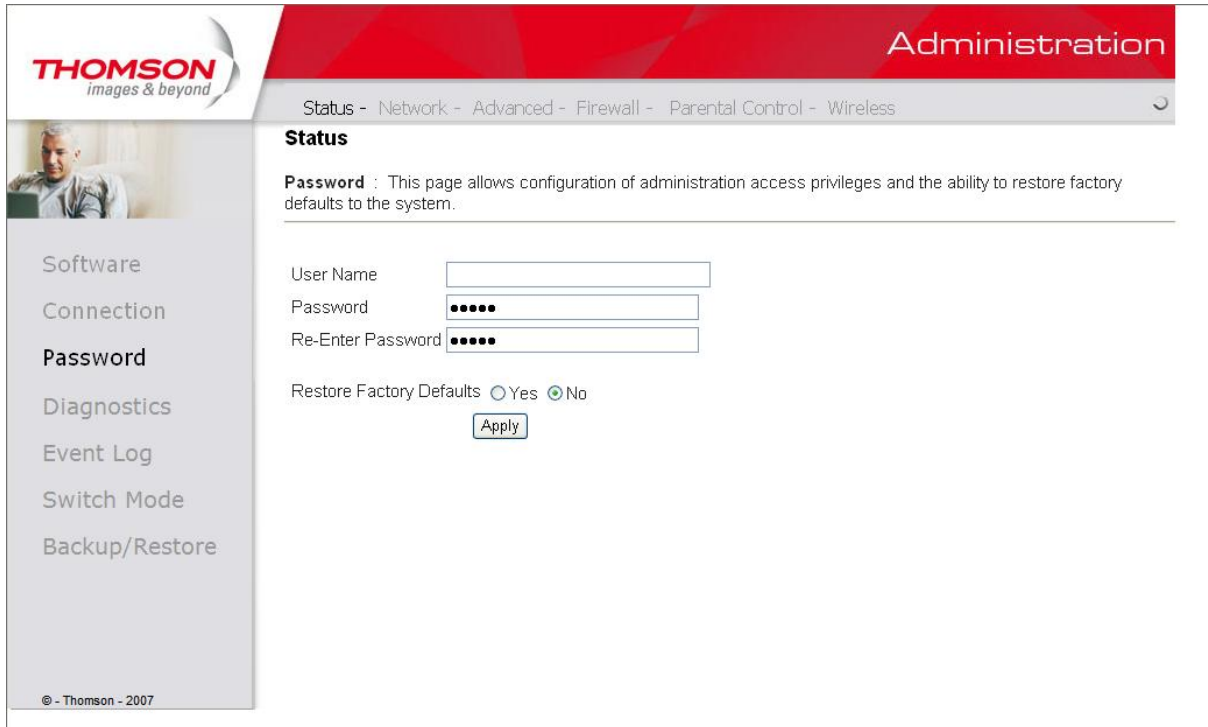 THOMSON
images & beyond
Administration
Status - Network - Advanced - Firewall - Parental Control - Wireless
Status
Password : This page allows configuration of administration access privileges and the ability to restore factory
defaults to the system.
Software
Connection
Password
Diagnostics
Event Log
Switch Mode
Backup/Restore
© - Thomson - 2007
User Name
Password •••••
Re-Enter Password •••••
Restore Factory Defaults Yes No
Apply